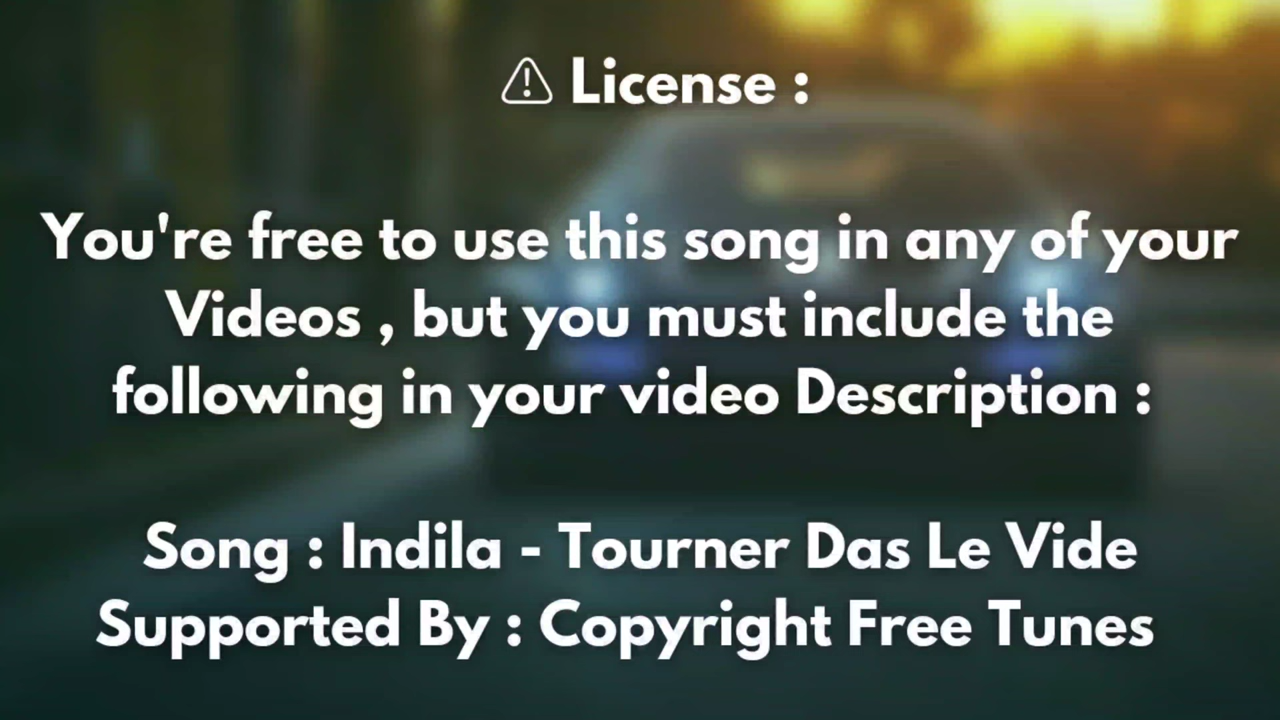 ⚠ License :
You're free to use this song in any of your
Videos , but you must include the
following in your video Description :
Song : Indila - Tourner Das Le Vide
Supported By : Copyright Free Tunes